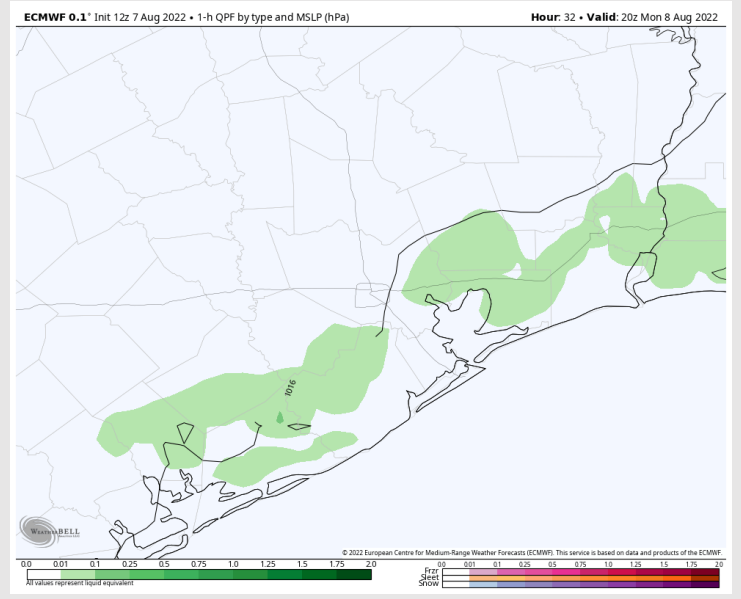 ECMWF 0.1° Init 12z 7 Aug 2022 • 1-h QPF by type and MSLP (hPa)
Hour: 32 • Valid: 20z Mon 8 Aug 2022
1016
WeatherBELL
© 2022 European Centre for Medium-Range Weather Forecasts (ECMWF). This service is based on data and products of the ECMWF.
0.0 0.01 0.1 0.25 0.5 0.75 1.0 1.25 1.5 1.75 2.0
All values represent liquid equivalent
0.0 0.01 0.1 0.25 0.5 0.75 1.0 1.25 1.5 1.75 2.0
Frzr
Sleet
Snow